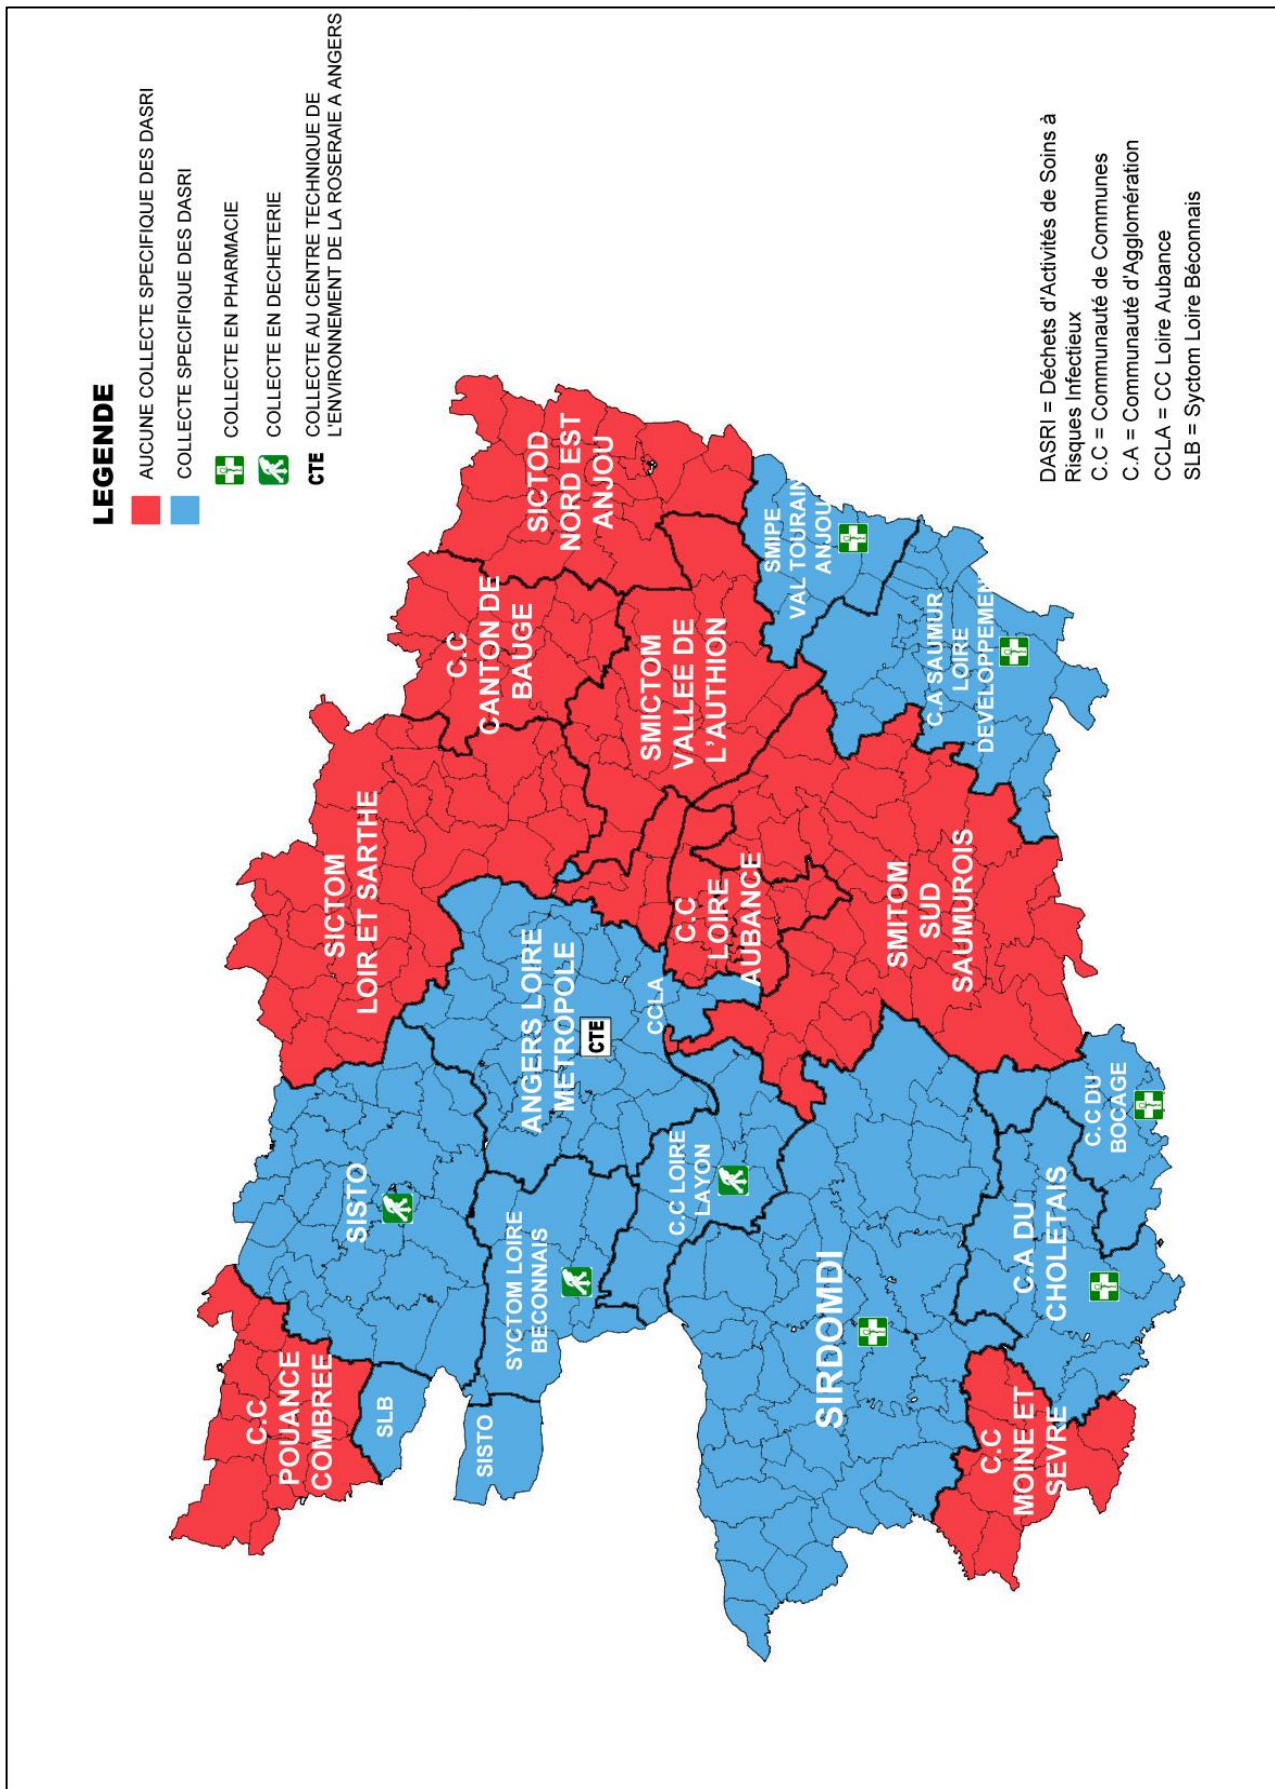 LEGENDE
AUCUNE COLLECTE SPECIFIQUE DES DASRI
COLLECTE SPECIFIQUE DES DASRI
COLLECTE EN PHARMACIE
COLLECTE EN DECHETERIE
CTE COLLECTE AU CENTRE TECHNIQUE DE
L'ENVIRONNEMENT DE LA ROSERAIE A ANGERS
C.C
POUANCE
COMBREE
SLB
SISTO
SISTO
SYCTOM LOIRE
BECONNAIS
SICTOM
LOIR ET SARTHE
ANGERS LOIRE
METROPOLE
CTE
CCLA
C.C LOIRE
LAYON
C.C
CANTON DE
BAUGE
SICTOD
NORD EST
ANJOU
SMICTOM
VALLEE DE
L'AUTHION
C.C
LOIRE
AUBANCE
SMIPE
VAL TOURAIN
ANJOU
C.A SAUMUR
LOIRE
DEVELOPPEMEN
SMITOM
SUD
SAUMUROIS
SIRDOMDI
C.C
MOINE ET
SEVRE
C.A DU
CHOLETAIS
C.C DU
BOCAGE
DASRI = Déchets d'Activités de Soins à
Risques Infectieux
C.C = Communauté de Communes
C.A = Communauté d'Agglomération
CCLA = CC Loire Aubance
SLB = Syctom Loire Béconnais